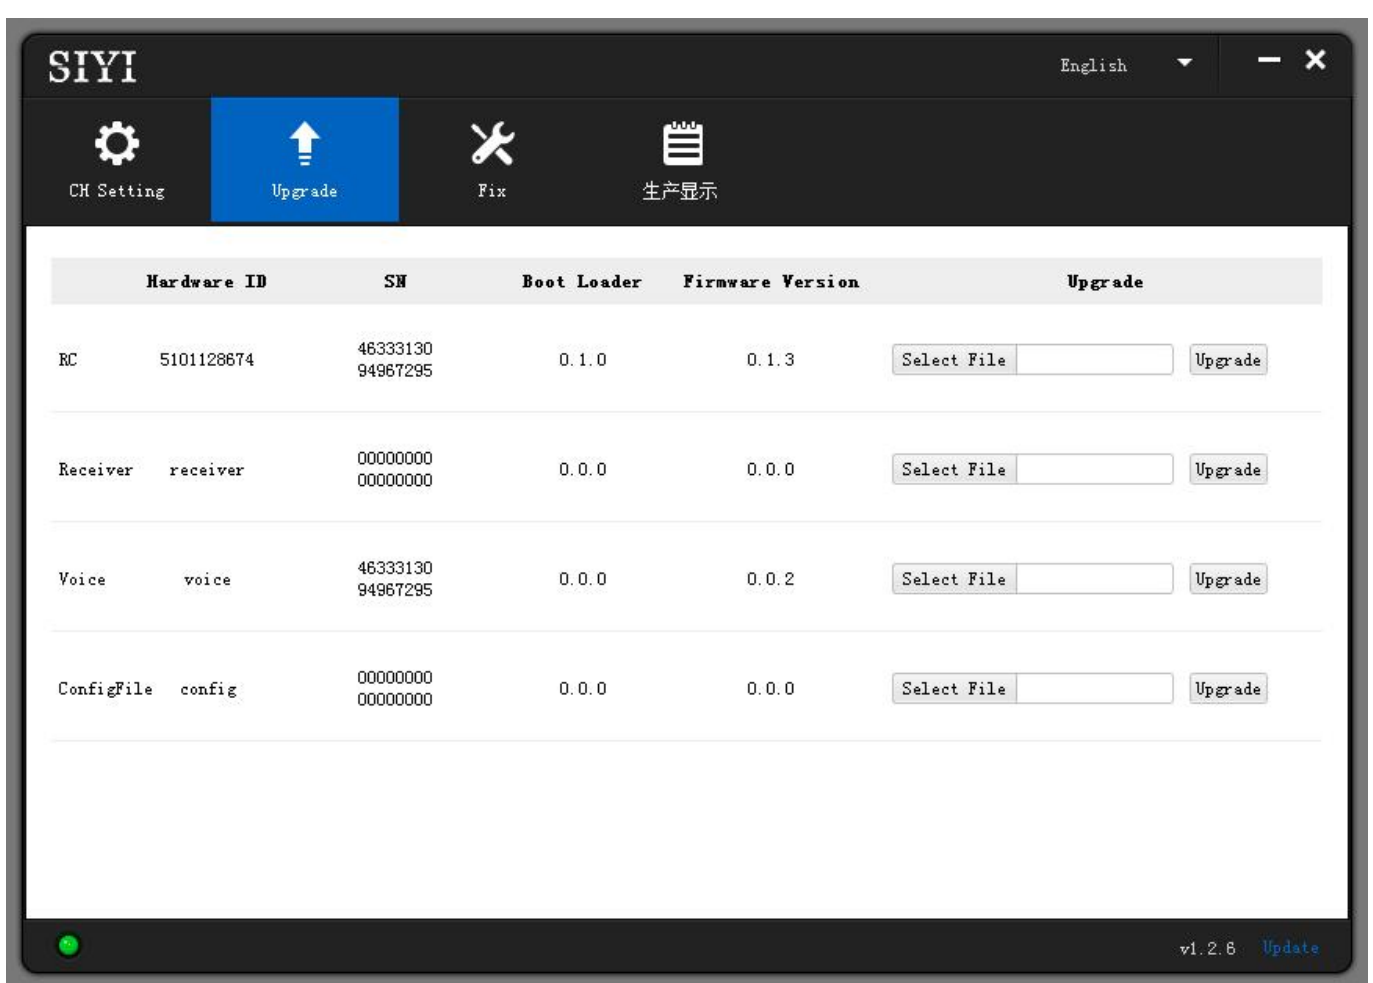 SIYI
English
CH Setting
Upgrade
Fix
生产显示
Hardware ID SN Boot Loader Firmware Version Upgrade
RC 5101128674 46333130 94967295 0.1.0 0.1.3 Select File Upgrade
Receiver receiver 00000000 00000000 0.0.0 0.0.0 Select File Upgrade
Voice voice 46333130 94967295 0.0.0 0.0.2 Select File Upgrade
ConfigFile config 00000000 00000000 0.0.0 0.0.0 Select File Upgrade
v1.2.6 Update